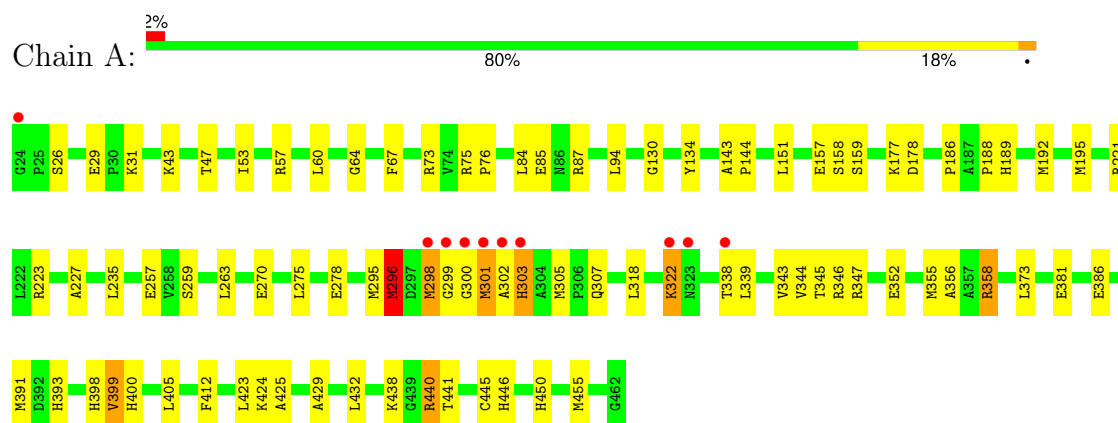 2%
Chain A:
80% 18% •
G24 P25 S26 E29 P30 K31 K43 T47 I53 R57 L60 G64 F67 R73 V74 R75 P76 L84 E85 N86 R87 L94 G130 Y134 A143 P144 L151 E157 S158 S159 K177 D178 P186 A187 P188 H189 M192 M195
L222 R223 A227 L235 E257 V258 S259 L263 E270 L275 E278 M295 M296 D297 M298 G299 G300 M301 A302 H303 A304 M305 P306 Q307 L318 K322 N323 T338 L339 V343 V344 T345 R346 R347 E352 M355 A356 A357 R358 L373 E381 E386
M391 D392 H393 H398 V399 H400 L405 F412 L423 K424 A425 A429 L432 K438 G439 R440 T441 C445 H446 H450 M455 G462